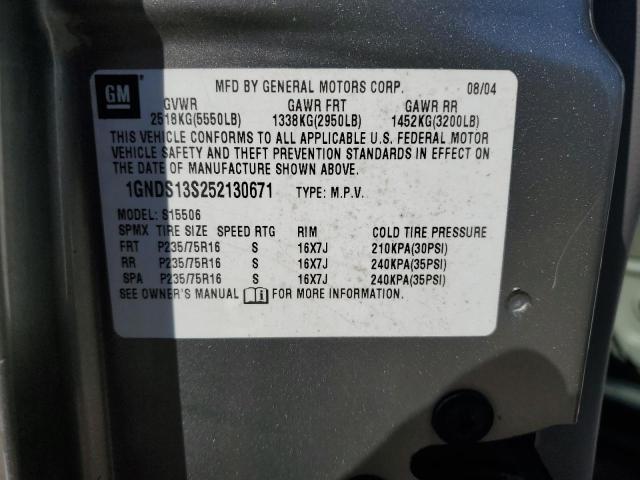 GM
MFD BY GENERAL MOTORS CORP. 08/04
GVWR GAWR FRT GAWR RR
2518KG(5550LB) 1338KG(2950LB) 1452KG(3200LB)
THIS VEHICLE CONFORMS TO ALL APPLICABLE U.S. FEDERAL MOTOR
VEHICLE SAFETY AND THEFT PREVENTION STANDARDS IN EFFECT ON
THE DATE OF MANUFACTURE SHOWN ABOVE.
1GNDS13S252130671 TYPE: M.P.V.
MODEL: S15506
SPMX TIRE SIZE SPEED RTG RIM COLD TIRE PRESSURE
FRT P235/75R16 S 16X7J 210KPA(30PSI)
RR P235/75R16 S 16X7J 240KPA(35PSI)
SPA P235/75R16 S 16X7J 240KPA(35PSI)
SEE OWNER'S MANUAL FOR MORE INFORMATION.